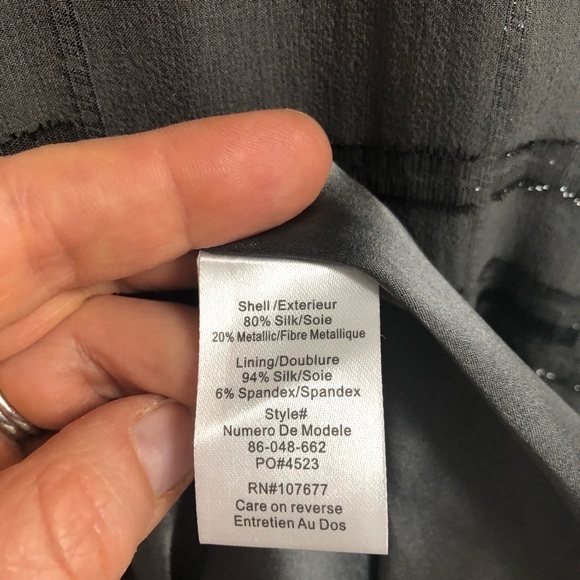 Shell/Exterieur
80% Silk/Soie
20% Metallic/Fibre Metallique
Lining/Doublure
94% Silk/Soie
6% Spandex/Spandex
Style#
Numero De Modele
86-048-662
PO#4523
RN#107677
Care on reverse
Entretien Au Dos